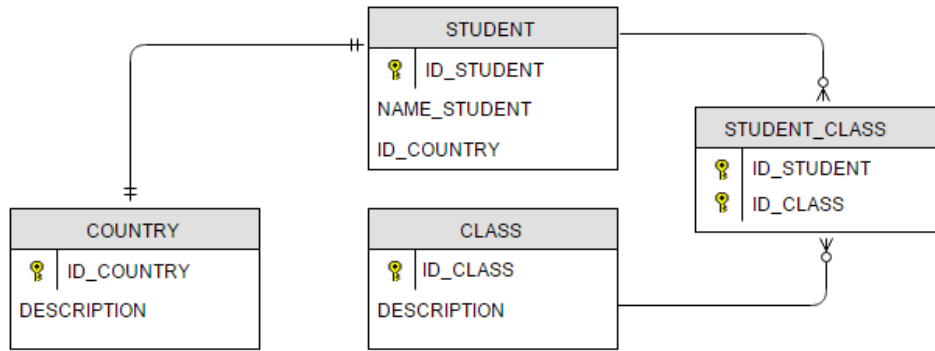 STUDENT
ID_STUDENT
NAME_STUDENT
ID_COUNTRY
STUDENT_CLASS
ID_STUDENT
ID_CLASS
COUNTRY
ID_COUNTRY
DESCRIPTION
CLASS
ID_CLASS
DESCRIPTION